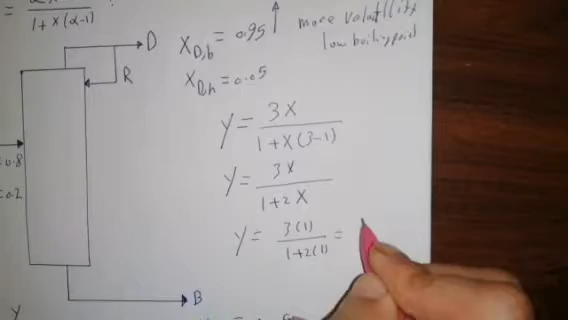 = αx / 1+x(α-1)
more volatility
low boiling point
D
X_D,b = 0.95
R
X_D,h = 0.05
y = 3x / 1+x(3-1)
=0.8
y = 3x / 1+2x
=0.2
y = 3(1) / 1+2(1) =
B
y